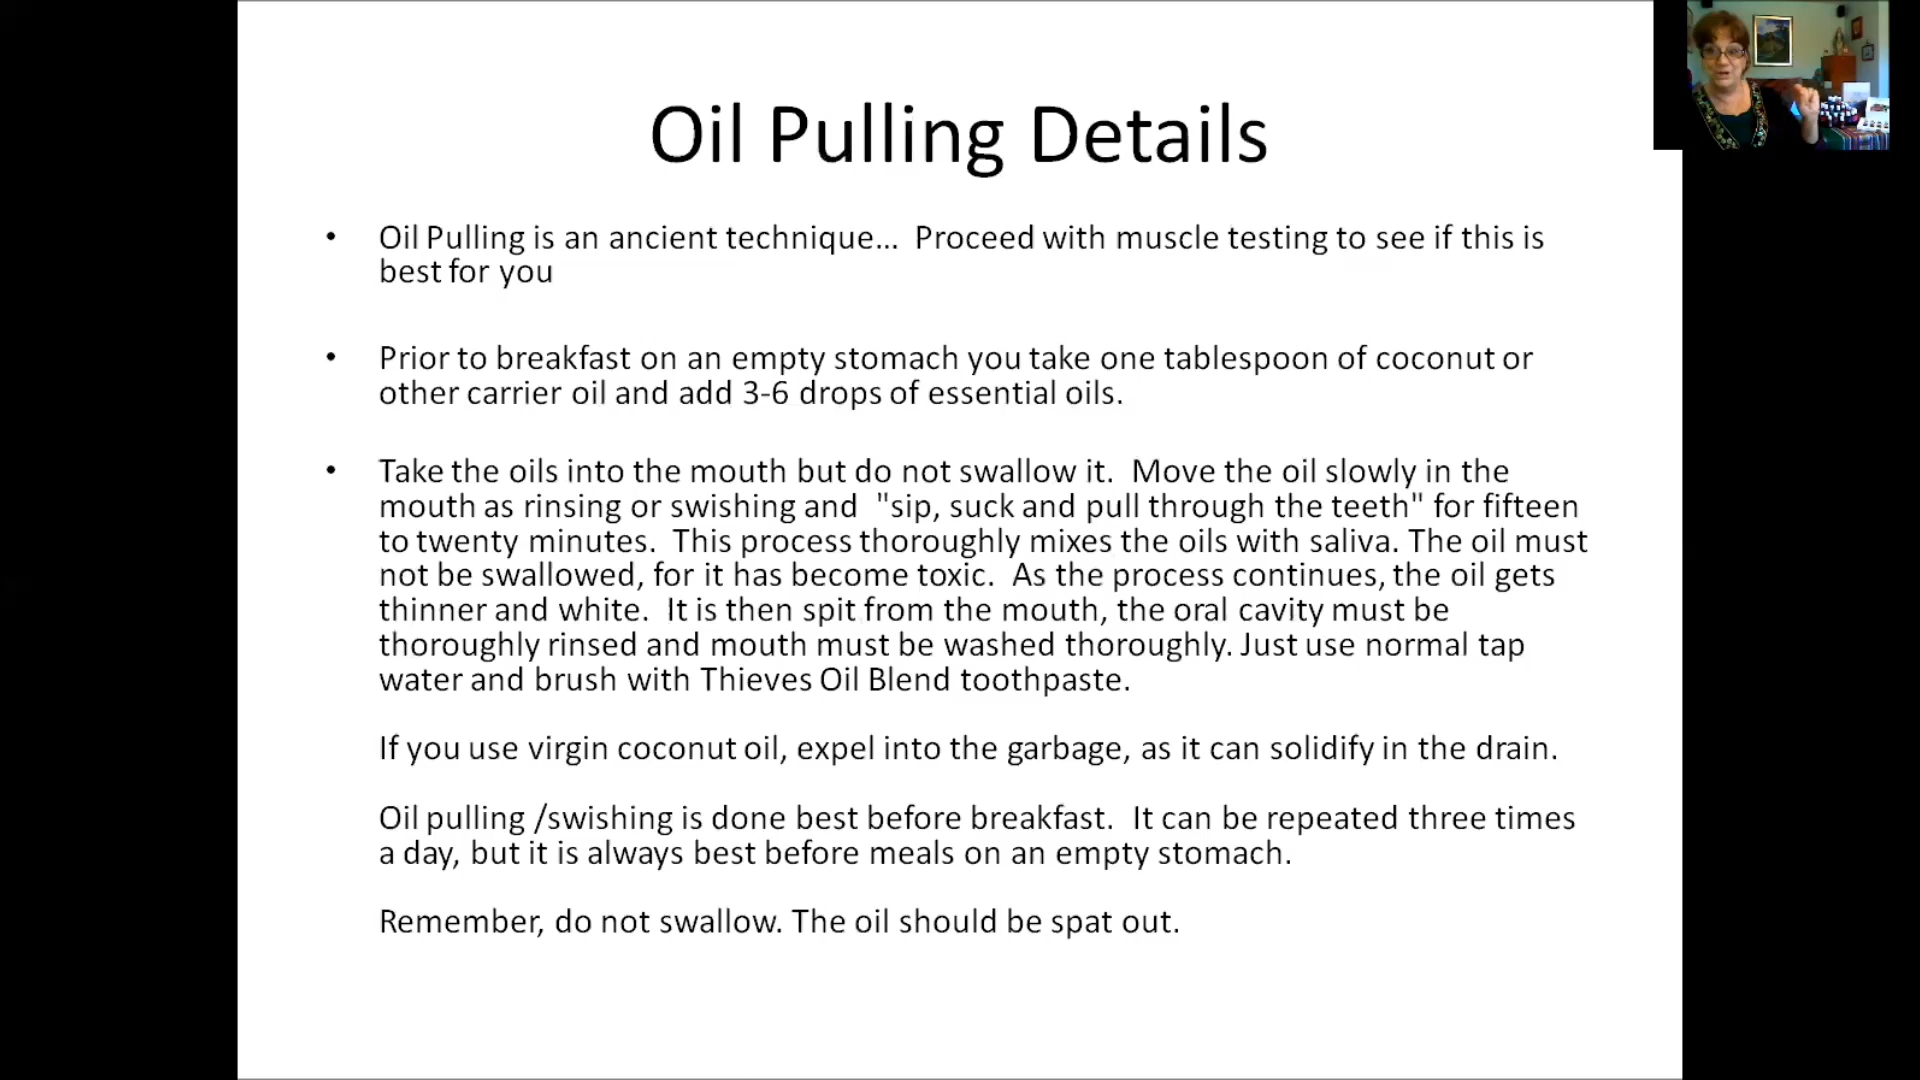 Oil Pulling Details
• Oil Pulling is an ancient technique... Proceed with muscle testing to see if this is
best for you
• Prior to breakfast on an empty stomach you take one tablespoon of coconut or
other carrier oil and add 3-6 drops of essential oils.
• Take the oils into the mouth but do not swallow it. Move the oil slowly in the
mouth as rinsing or swishing and "sip, suck and pull through the teeth" for fifteen
to twenty minutes. This process thoroughly mixes the oils with saliva. The oil must
not be swallowed, for it has become toxic. As the process continues, the oil gets
thinner and white. It is then spit from the mouth, the oral cavity must be
thoroughly rinsed and mouth must be washed thoroughly. Just use normal tap
water and brush with Thieves Oil Blend toothpaste.
If you use virgin coconut oil, expel into the garbage, as it can solidify in the drain.
Oil pulling /swishing is done best before breakfast. It can be repeated three times
a day, but it is always best before meals on an empty stomach.
Remember, do not swallow. The oil should be spat out.